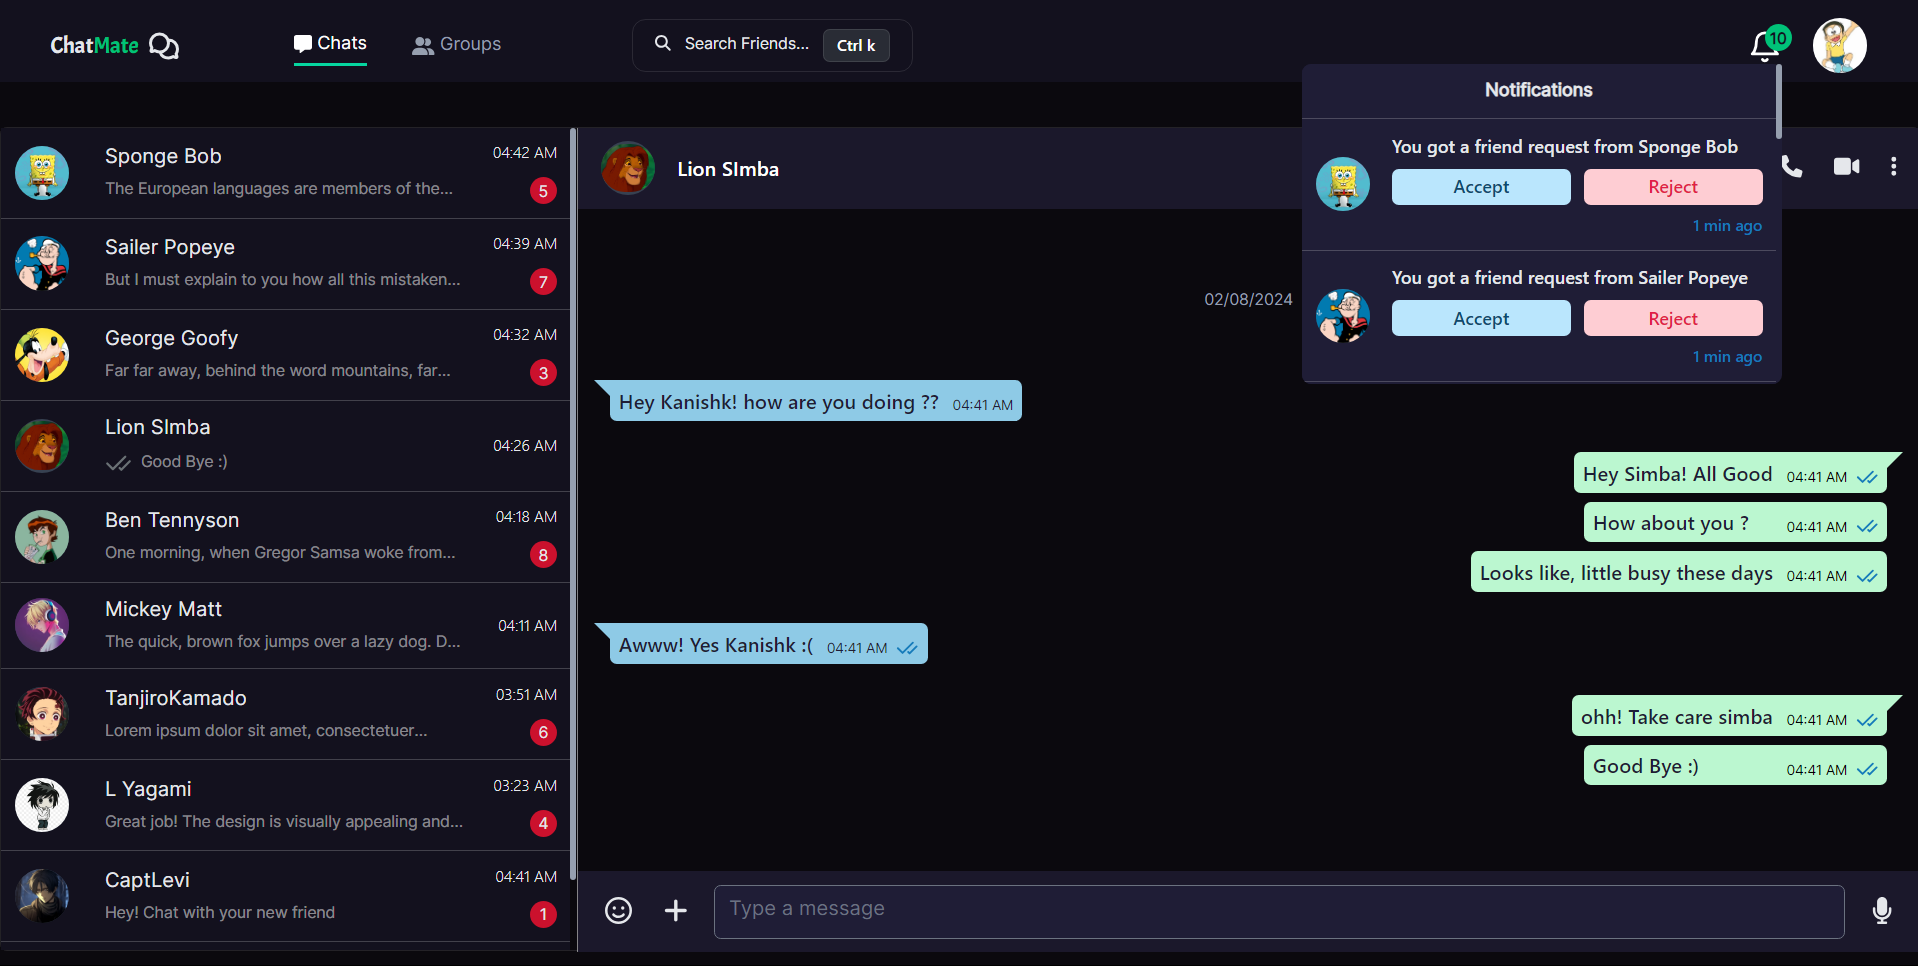 ChatMate
Chats
Groups
Search Friends...
Ctrl k
10
Notifications
You got a friend request from Sponge Bob
Accept
Reject
1 min ago
You got a friend request from Sailer Popeye
Accept
Reject
1 min ago
Sponge Bob
04:42 AM
The European languages are members of the...
5
Sailer Popeye
04:39 AM
But I must explain to you how all this mistaken...
7
George Goofy
04:32 AM
Far far away, behind the word mountains, far...
3
Lion SImba
04:26 AM
Good Bye :)
Ben Tennyson
04:18 AM
One morning, when Gregor Samsa woke from...
8
Mickey Matt
04:11 AM
The quick, brown fox jumps over a lazy dog. D...
TanjiroKamado
03:51 AM
Lorem ipsum dolor sit amet, consectetuer...
6
L Yagami
03:23 AM
Great job! The design is visually appealing and...
4
CaptLevi
04:41 AM
Hey! Chat with your new friend
1
Lion SImba
02/08/2024
Hey Kanishk! how are you doing ?? 04:41 AM
Hey Simba! All Good 04:41 AM
How about you ? 04:41 AM
Looks like, little busy these days 04:41 AM
Awww! Yes Kanishk :( 04:41 AM
ohh! Take care simba 04:41 AM
Good Bye :) 04:41 AM
Type a message